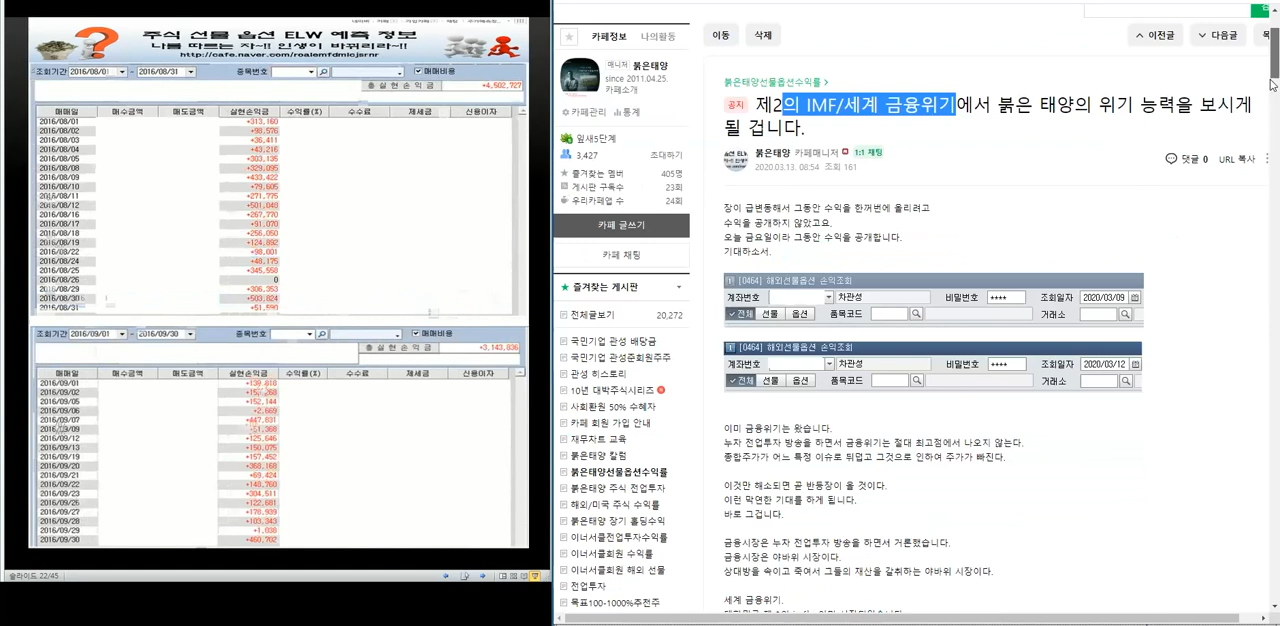 주식 선물 옵션 ELW 예측 정보
나를 따르는 자~!! 인생이 바뀌리라~!!
http://cafe.naver.com/roalemfdmlcjsrnr
조회기간 2016/08/01 ~ 2016/08/31 종목번호 매매비용
총 실 현 손 익 금 +4,502,727
매매일 매수금액 매도금액 실현손익금 수익률(%) 수수료 제세금 신용이자
2016/08/01 +313,160
2016/08/02 +90,576
2016/08/03 +36,411
2016/08/04 +43,216
2016/08/05 +303,135
2016/08/08 +329,095
2016/08/09 +433,422
2016/08/10 +79,605
2016/08/11 +271,775
2016/08/12 +501,048
2016/08/16 +267,770
2016/08/17 +91,070
2016/08/18 +256,050
2016/08/19 +124,892
2016/08/22 +98,001
2016/08/24 +48,175
2016/08/25 +345,558
2016/08/26 0
2016/08/29 +306,353
2016/08/30 +503,824
2016/08/31 +51,590
조회기간 2016/09/01 ~ 2016/09/30 종목번호 매매비용
총 실 현 손 익 금 +3,143,836
매매일 매수금액 매도금액 실현손익금 수익률(%) 수수료 제세금 신용이자
2016/09/01 +139,818
2016/09/02
2016/09/05 +152,144
2016/09/06 +2,669
2016/09/07 +447,831
2016/09/09 +51,368
2016/09/12 +125,646
2016/09/13 +150,075
2016/09/19 +157,452
2016/09/20 +368,168
2016/09/21 +69,424
2016/09/22 +148,760
2016/09/23 +304,511
2016/09/26 +122,681
2016/09/27 +178,939
2016/09/28 +103,343
2016/09/29 +1,038
2016/09/30 +460,702
슬라이드 22/45
카페정보 나의활동
매니저 붉은태양
since 2011.04.25.
카페소개
카페관리 통계
잎새5단계
3,427 초대하기
즐겨찾는 멤버 405명
게시판 구독수 23회
우리카페앱 수 24회
카페 글쓰기
카페 채팅
즐겨찾는 게시판
전체글보기 20,272
국민기업 관성 배당금
국민기업 관성준회원주주
관성 히스토리
10년 대박주식시리즈
사회환원 50% 수혜자
카페 회원 가입 안내
재무차트 교육
붉은태양 칼럼
붉은태양선물옵션수익률
붉은태양 주식 전업투자
해외/미국 주식 수익률
붉은태양 장기 홀딩수익
이너서클전업투자수익률
이너서클회원 수익률
이너서클회원 해외 선물
전업투자
목표100-1000%추천주
이동 삭제 이전글 다음글 목
붉은태양선물옵션수익률 >
공지 제2의 IMF/세계 금융위기에서 붉은 태양의 위기 능력을 보시게
될 겁니다.
붉은태양 카페매니저 1:1 채팅
2020.03.13. 08:54 조회 161
댓글 0 URL 복사
장이 급변동해서 그동안 수익을 한꺼번에 올리려고
수익을 공개하지 않았고요.
오늘 금요일이라 그동안 수익을 공개합니다.
기대하소서.
[0464] 해외선물옵션 손익조회
계좌번호 차관성 비밀번호 **** 조회일자 2020/03/09
전체 선물 옵션 품목코드 거래소
[0464] 해외선물옵션 손익조회
계좌번호 차관성 비밀번호 **** 조회일자 2020/03/12
전체 선물 옵션 품목코드 거래소
이미 금융위기는 왔습니다.
누차 전업투자 방송을 하면서 금융위기는 절대 최고점에서 나오지 않는다.
종합주가가 어느 특정 이슈로 뒤덮고 그것으로 인하여 주가가 빠진다.
이것만 해소되면 곧 반등장이 올 것이다.
이런 막연한 기대를 하게 됩니다.
바로 그겁니다.
금융시장은 누차 전업투자 방송을 하면서 거론했습니다.
금융시장은 야바위 시장이다.
상대방을 속이고 죽여서 그들의 재산을 갈취하는 야바위 시장이다.
세계 금융위기.